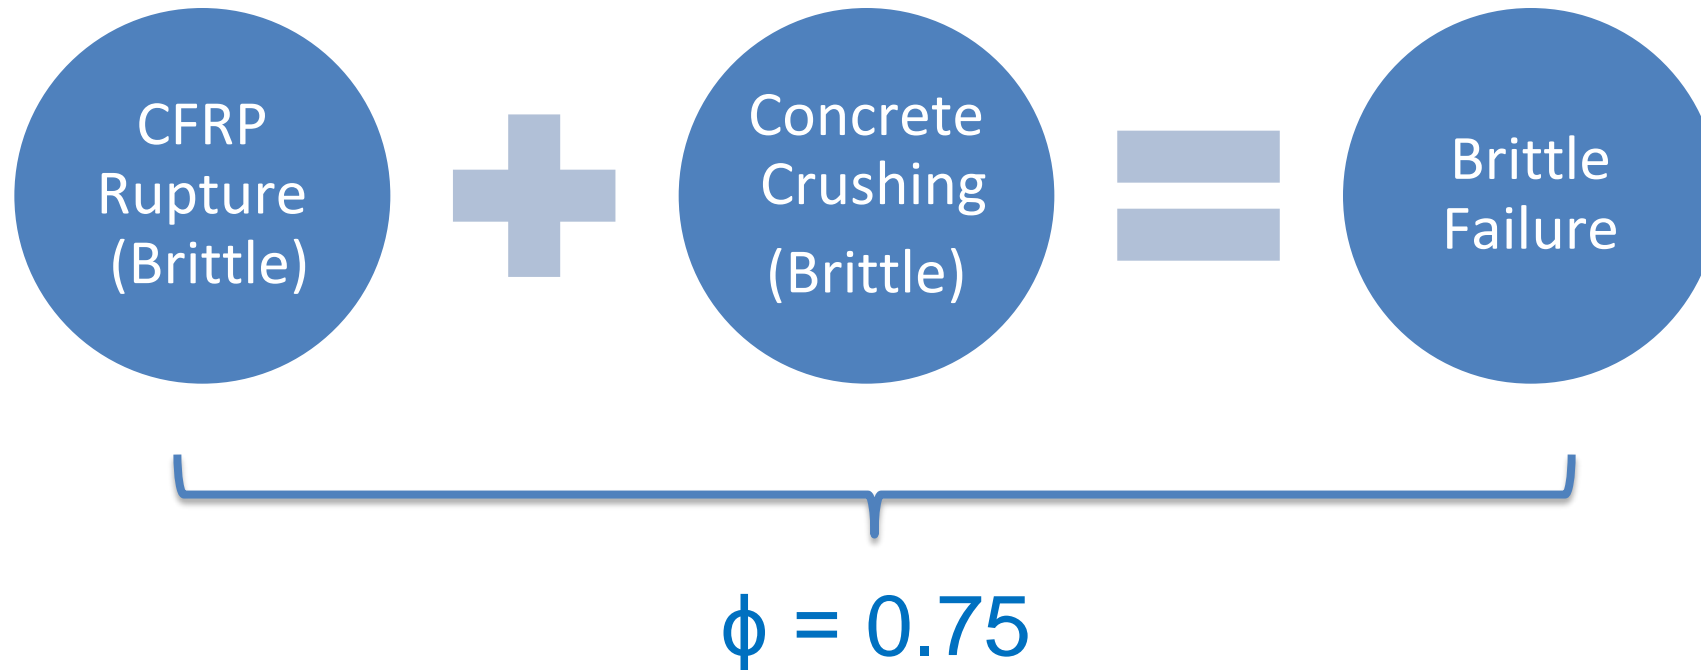 CFRP
Rupture
(Brittle)
Concrete
Crushing
(Brittle)
Brittle
Failure
ϕ = 0.75